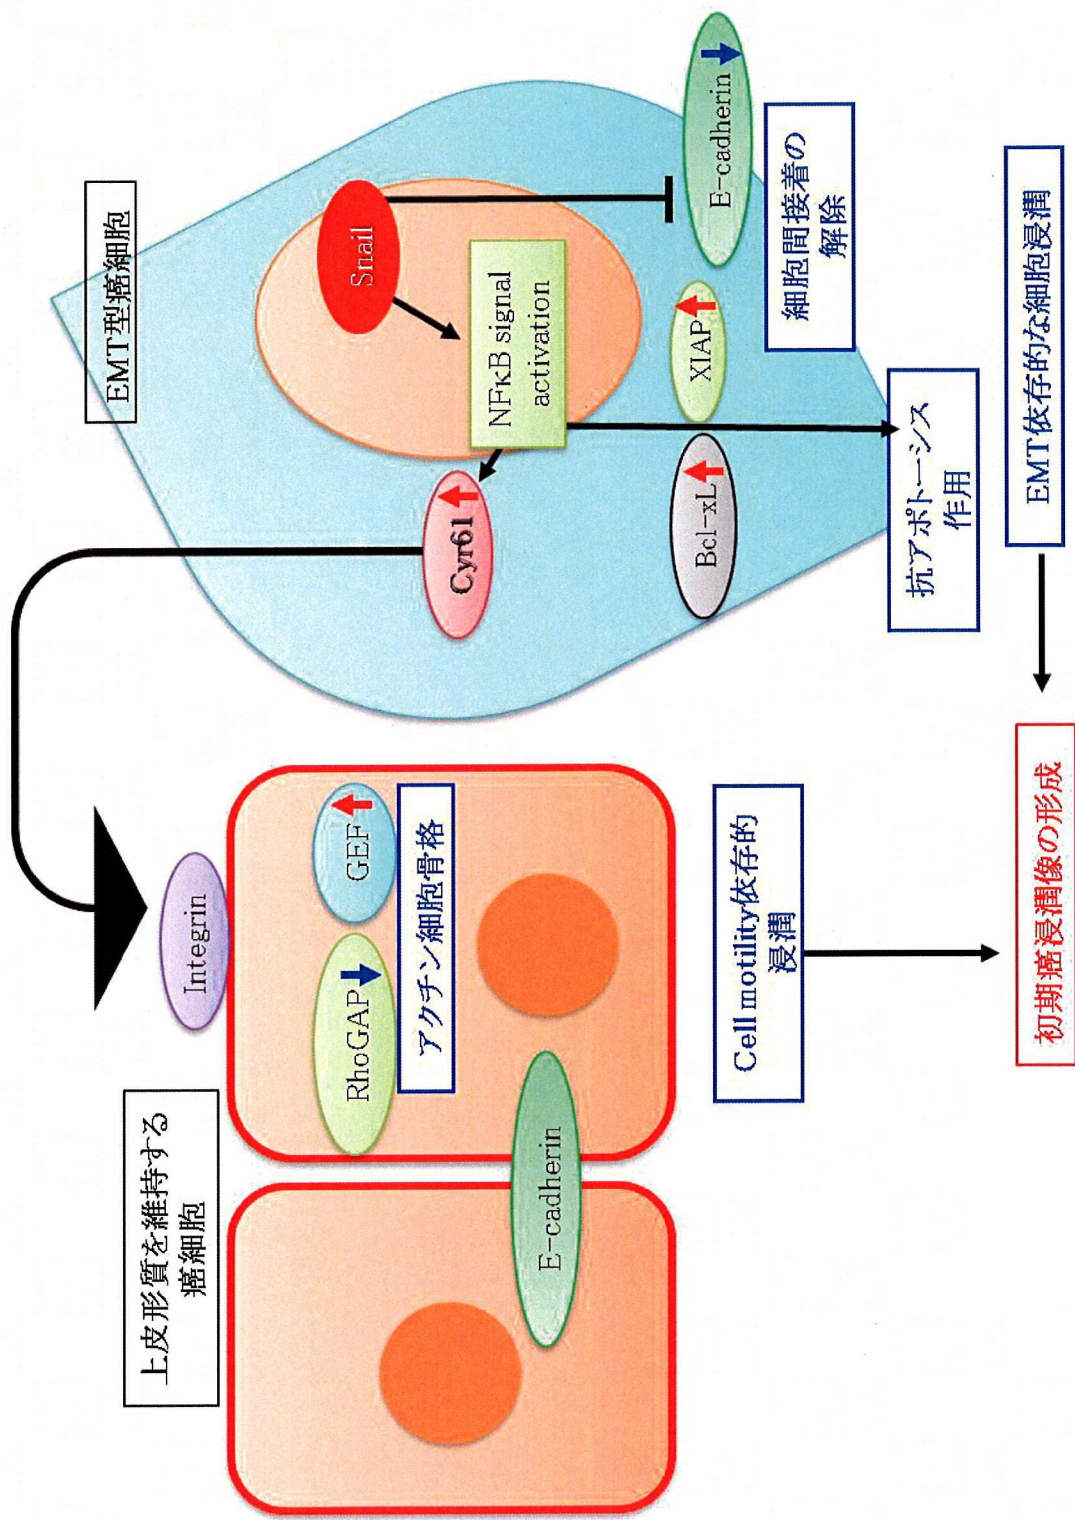 上皮形質を維持する
癌細胞
EMT型癌細胞
Integrin
RhoGAP
GEF
アクチン細胞骨格
E-cadherin
Cyr61
Snail
NFκB signal
activation
Bcl-xL
XIAP
E-cadherin
細胞間接着の
解除
抗アポトーシス
作用
Cell motility依存的
浸潤
EMT依存的な細胞浸潤
初期癌浸潤像の形成